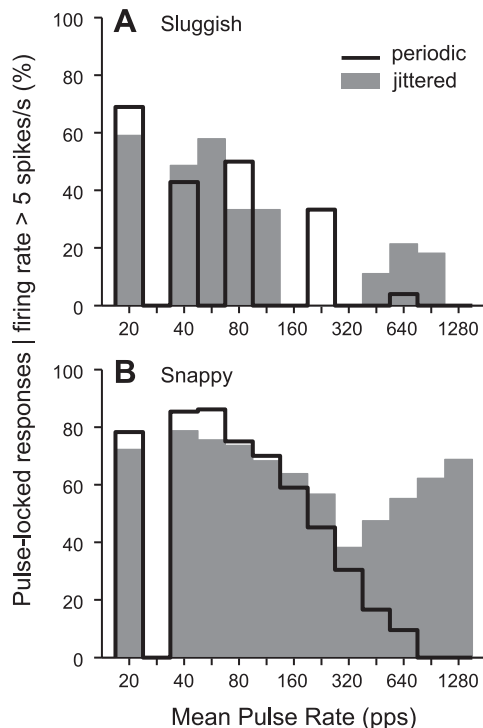 A Sluggish
periodic
jittered
100
80
60
40
20
0
20 40 80 160 320 640 1280
B Snappy
100
80
60
40
20
0
20 40 80 160 320 640 1280
Pulse-locked responses | firing rate > 5 spikes/s (%)
Mean Pulse Rate (pps)